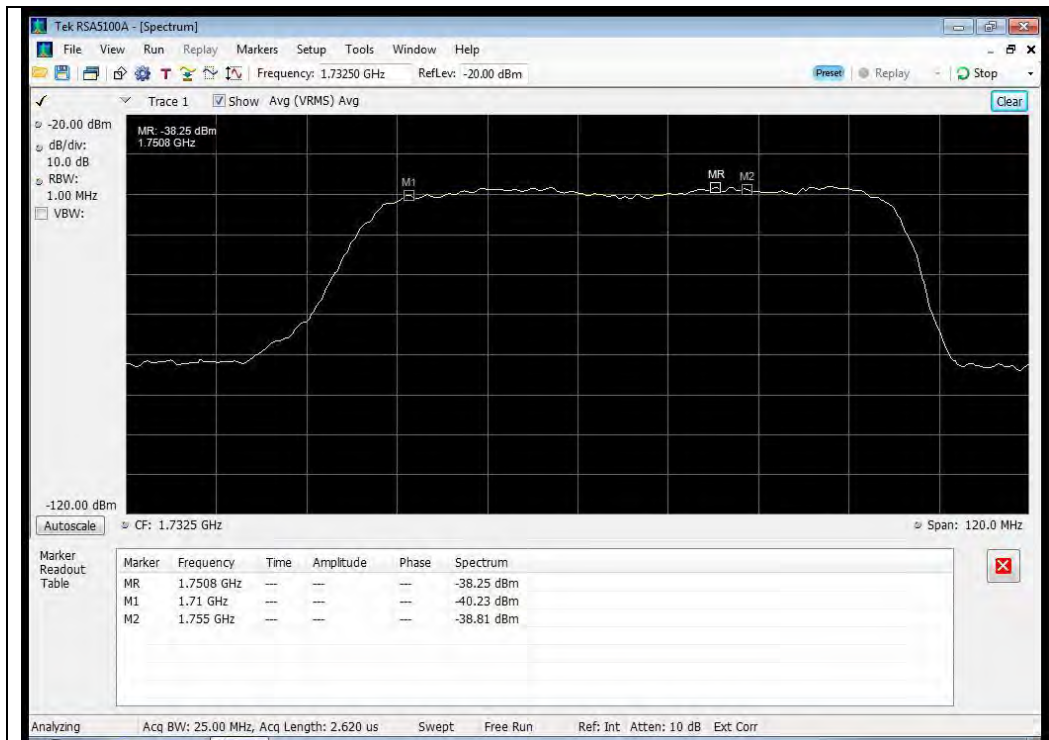 Tek RSA5100A - [Spectrum]
File View Run Replay Markers Setup Tools Window Help
Frequency: 1.73250 GHz RefLev: -20.00 dBm Preset Replay Stop
Trace 1 Show Avg (VRMS) Avg Clear
-20.00 dBm
dB/div:
10.0 dB
RBW:
1.00 MHz
VBW:
MR: -38.25 dBm
1.7508 GHz
M1 MR M2
-120.00 dBm
Autoscale CF: 1.7325 GHz Span: 120.0 MHz
Marker
Readout
Table
Marker Frequency Time Amplitude Phase Spectrum
MR 1.7508 GHz --- --- --- -38.25 dBm
M1 1.71 GHz --- --- --- -40.23 dBm
M2 1.755 GHz --- --- --- -38.81 dBm
Analyzing Acq BW: 25.00 MHz, Acq Length: 2.620 us Swept Free Run Ref: Int Atten: 10 dB Ext Corr